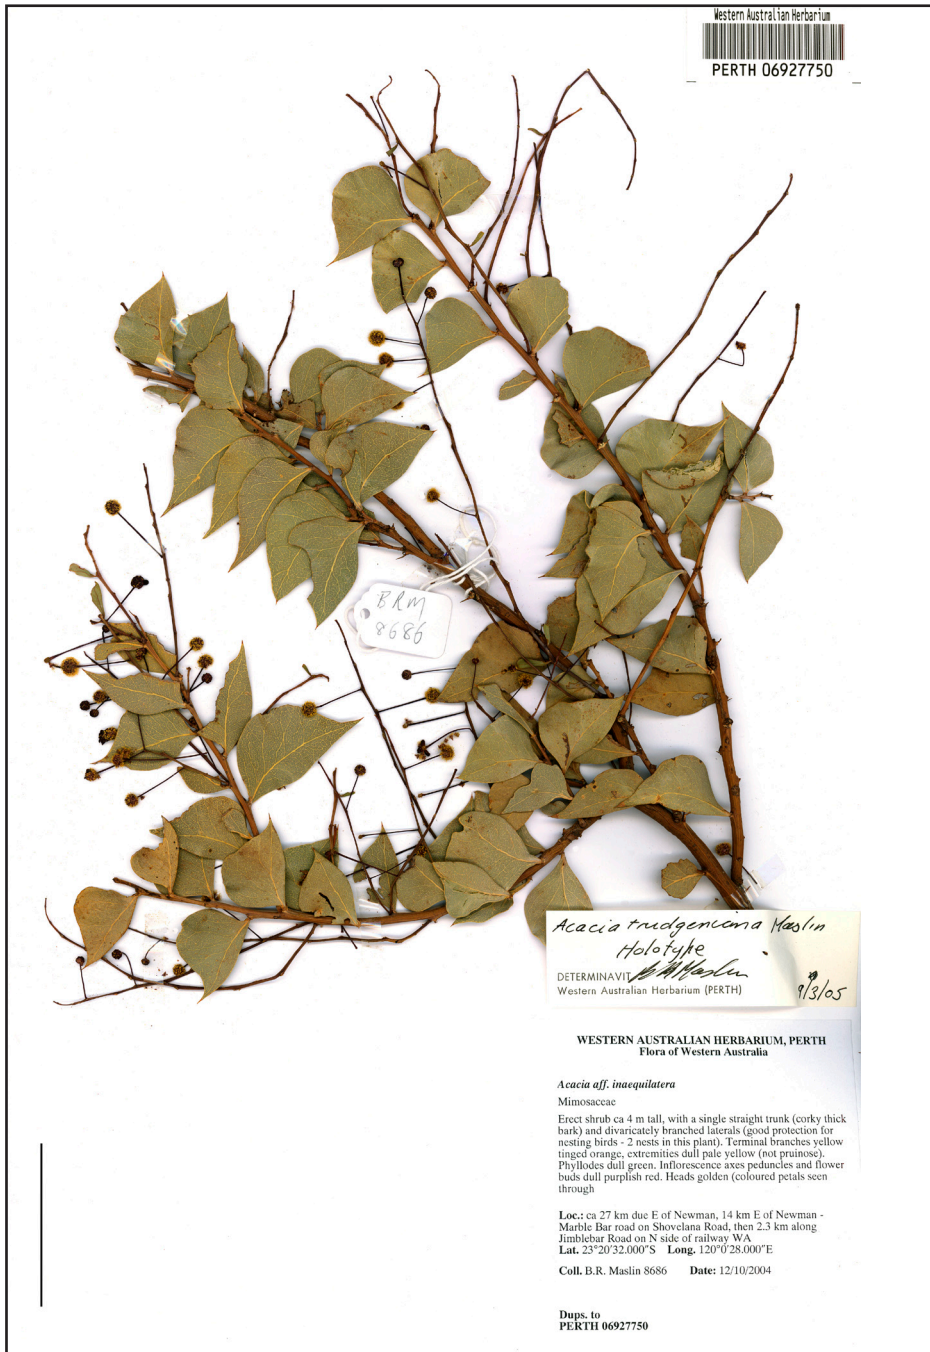 Western Australian Herbarium
PERTH 06927750
BRM
8686
Acacia trudgeniana Maslin
Holotype
DETERMINAVIT BR Maslin
Western Australian Herbarium (PERTH)
9/3/05
WESTERN AUSTRALIAN HERBARIUM, PERTH
Flora of Western Australia
Acacia aff. inaequilatera
Mimosaceae
Erect shrub ca 4 m tall, with a single straight trunk (corky thick
bark) and divaricately branched laterals (good protection for
nesting birds - 2 nests in this plant). Terminal branches yellow
tinged orange, extremities dull pale yellow (not pruinose).
Phyllodes dull green. Inflorescence axes peduncles and flower
buds dull purplish red. Heads golden (coloured petals seen
through
Loc.: ca 27 km due E of Newman, 14 km E of Newman -
Marble Bar road on Shovelana Road, then 2.3 km along
Jimblebar Road on N side of railway WA
Lat. 23°20'32.000"S Long. 120°0'28.000"E
Coll. B.R. Maslin 8686 Date: 12/10/2004
Dups. to
PERTH 06927750